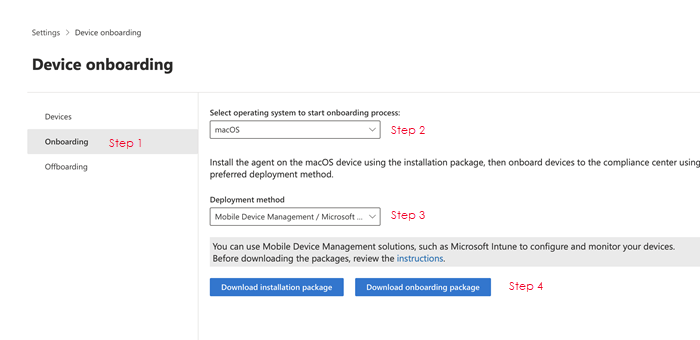 Settings > Device onboarding
Device onboarding
Devices
Onboarding Step 1
Offboarding
Select operating system to start onboarding process:
macOS Step 2
Install the agent on the macOS device using the installation package, then onboard devices to the compliance center using
preferred deployment method.
Deployment method
Mobile Device Management / Microsoft ... Step 3
You can use Mobile Device Management solutions, such as Microsoft Intune to configure and monitor your devices.
Before downloading the packages, review the instructions.
Download installation package Download onboarding package Step 4